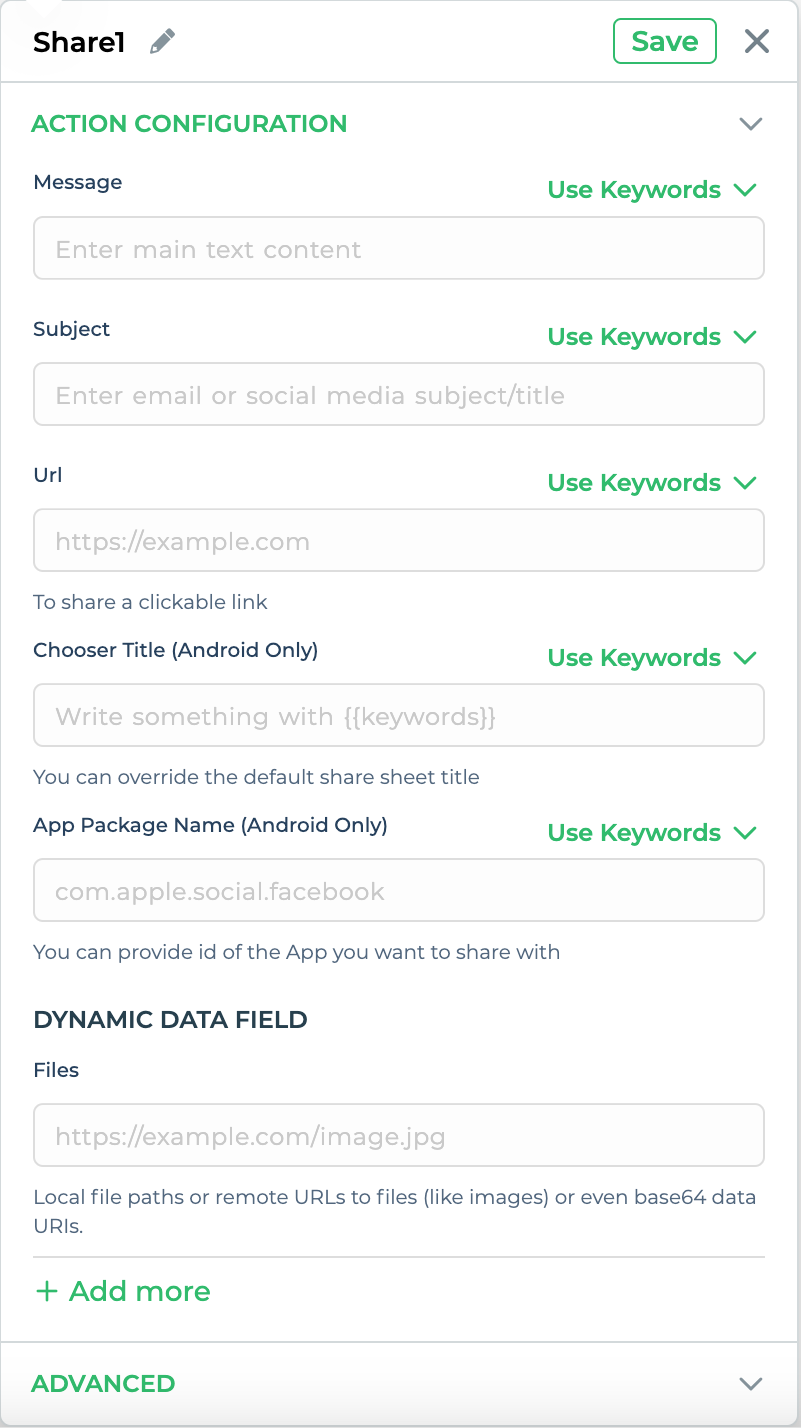 Share1
Save
ACTION CONFIGURATION
Message
Use Keywords
Enter main text content
Subject
Use Keywords
Enter email or social media subject/title
Url
Use Keywords
https://example.com
To share a clickable link
Chooser Title (Android Only)
Use Keywords
Write something with {{keywords}}
You can override the default share sheet title
App Package Name (Android Only)
Use Keywords
com.apple.social.facebook
You can provide id of the App you want to share with
DYNAMIC DATA FIELD
Files
https://example.com/image.jpg
Local file paths or remote URLs to files (like images) or even base64 data
URIs.
+ Add more
ADVANCED